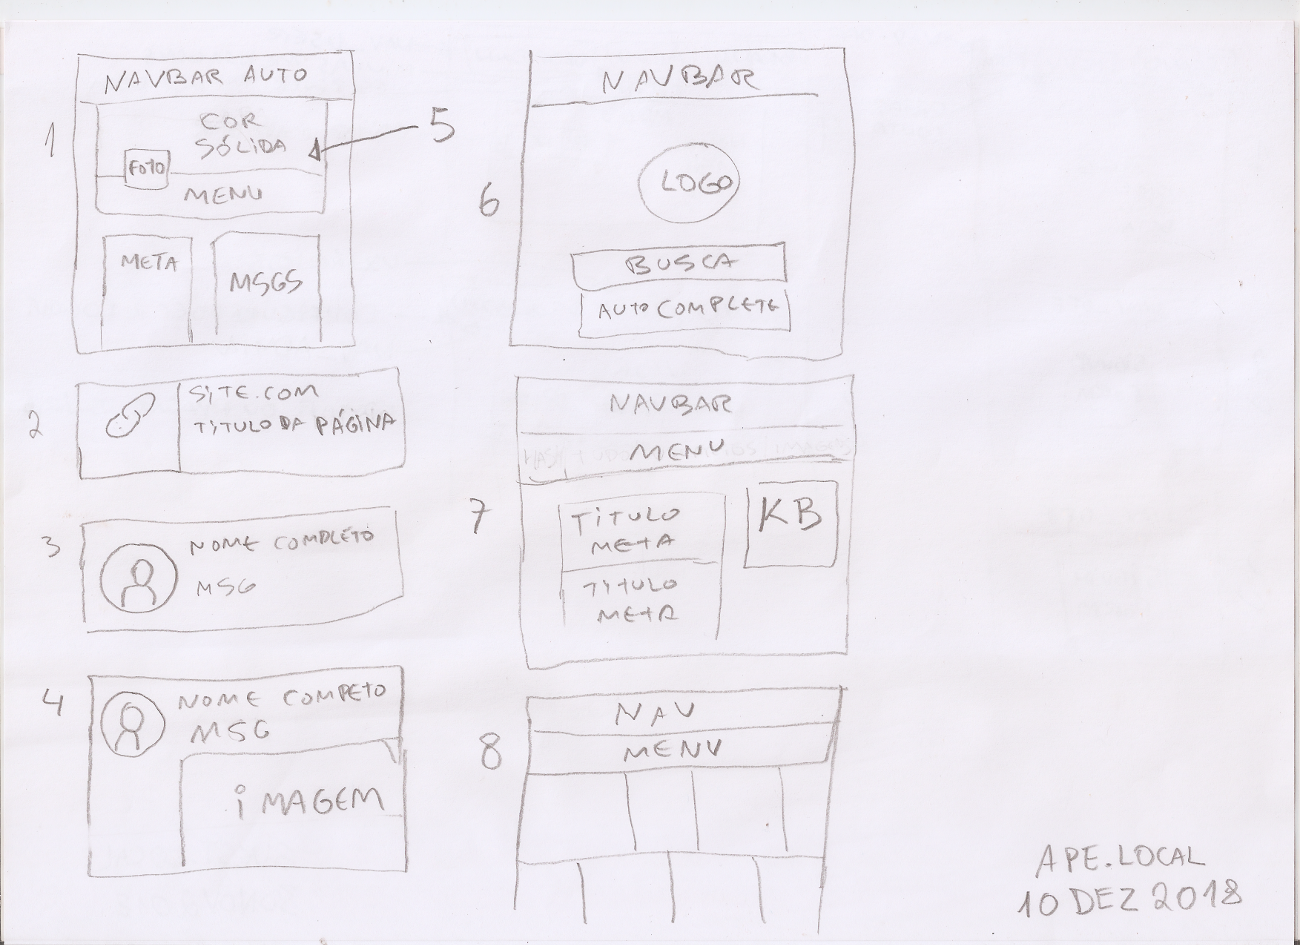 1
NAVBAR AUTO
COR
SÓLIDA
FOTO
MENU
META
MSGS
5
2
SITE.COM
TITULO DA PÁGINA
3
NOME COMPLETO
MSG
4
NOME COMPETO
MSG
IMAGEM
6
NAVBAR
LOGO
BUSCA
AUTOCOMPLETE
7
NAVBAR
MENU
TITULO
META
TITULO
META
KB
8
NAV
MENU
APE.LOCAL
10 DEZ 2018